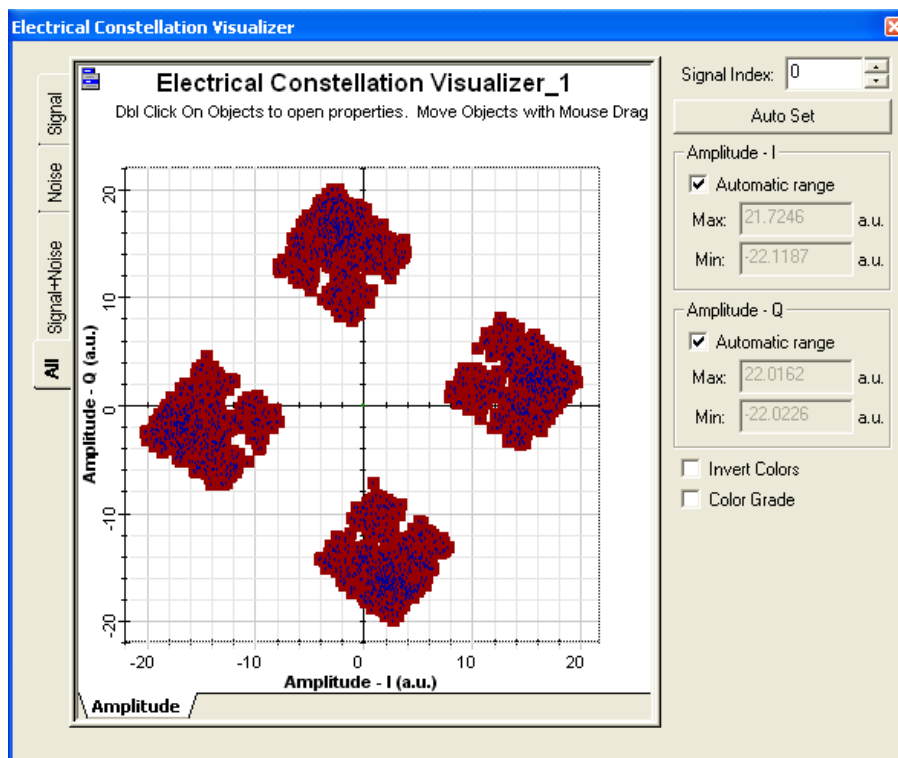 Electrical Constellation Visualizer
Signal
Noise
Signal+Noise
All
Electrical Constellation Visualizer_1
Dbl Click On Objects to open properties. Move Objects with Mouse Drag
Amplitude - Q (a.u.)
20
10
0
-10
-20
-20
-10
0
10
20
Amplitude - I (a.u.)
Amplitude
Signal Index: 0
Auto Set
Amplitude - I
Automatic range
Max: 21.7246 a.u.
Min: -22.1187 a.u.
Amplitude - Q
Automatic range
Max: 22.0162 a.u.
Min: -22.0226 a.u.
Invert Colors
Color Grade